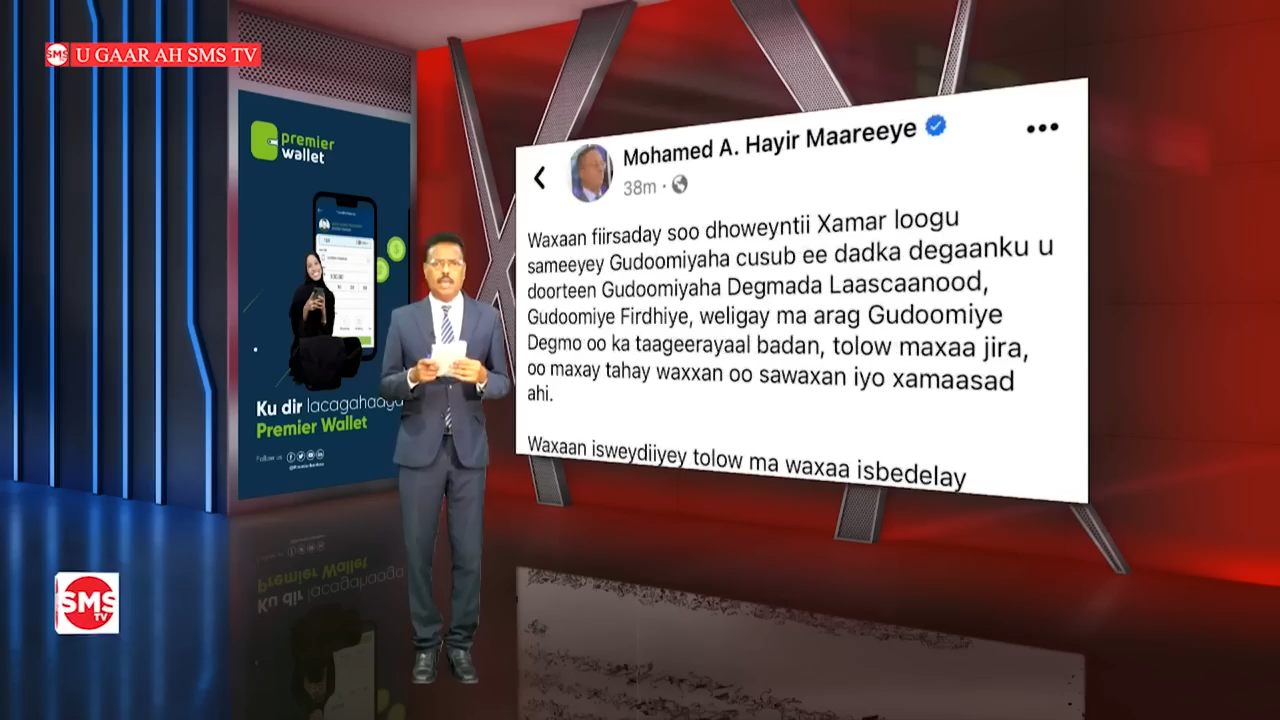 SMS U GAAR AH SMS TV
premier
wallet
Ku dir lacagahaaga
Premier Wallet
Follow us
Mohamed A. Hayir Maareeye
38m ·
Waxaan fiirsaday soo dhoweyntii Xamar loogu
sameeyey Gudoomiyaha cusub ee dadka degaanku u
doorteen Gudoomiyaha Degmada Laascaanood,
Gudoomiye Firdhiye, weligay ma arag Gudoomiye
Degmo oo ka taageerayaal badan, tolow maxaa jira,
oo maxay tahay waxxan oo sawaxan iyo xamaasad
ahi.
Waxaan isweydiiyey tolow ma waxaa isbedelay
SMS
TV